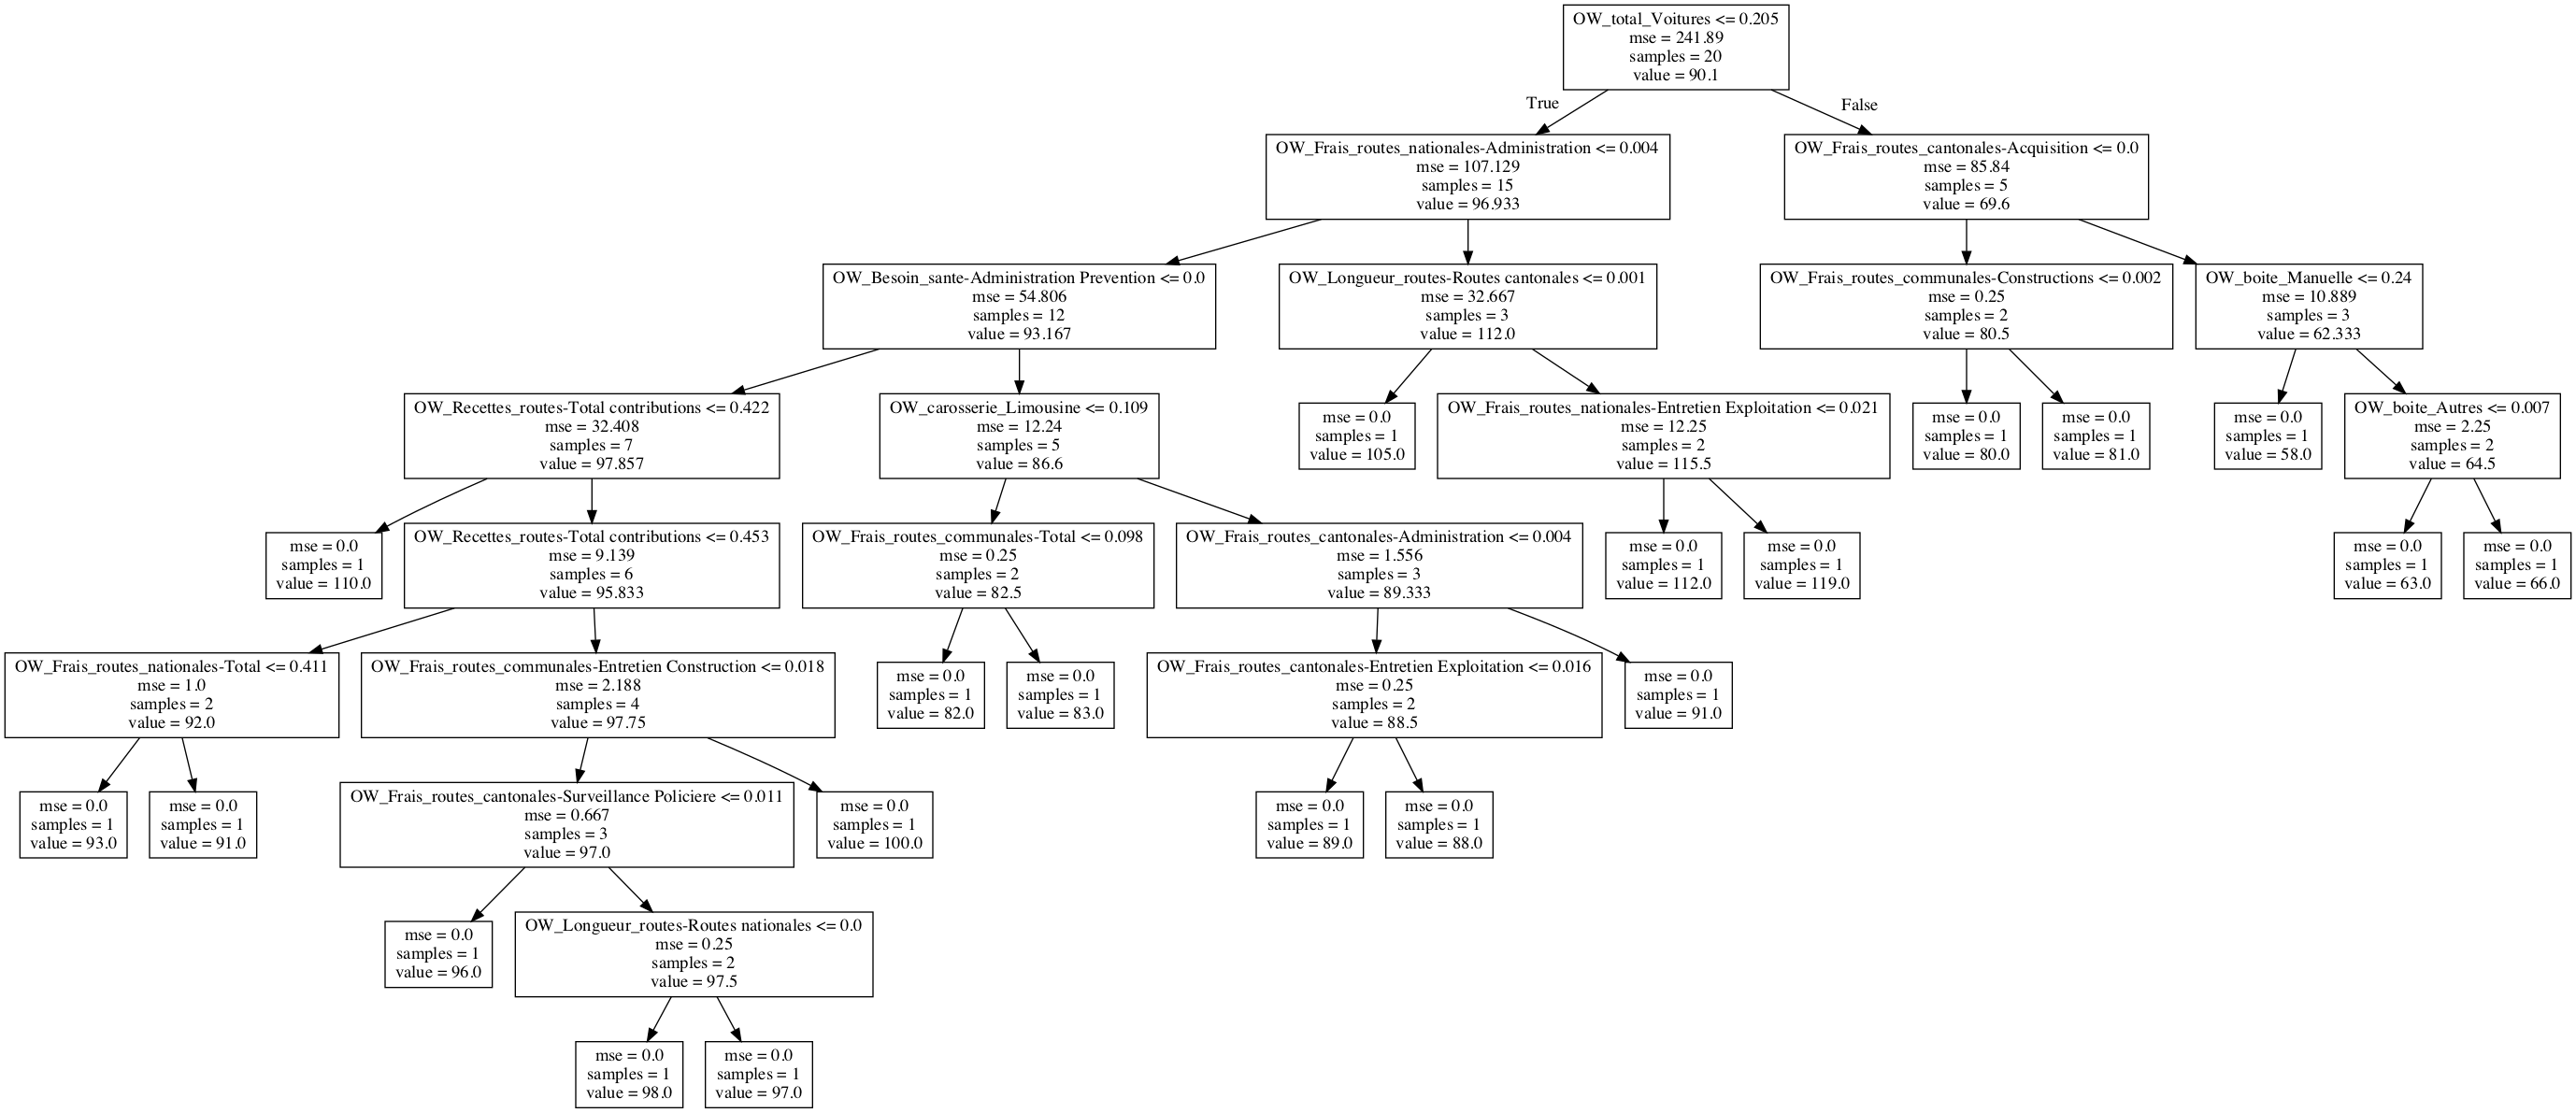 OW_total_Voitures <= 0.205
mse = 241.89
samples = 20
value = 90.1
True
False
OW_Frais_routes_nationales-Administration <= 0.004
mse = 107.129
samples = 15
value = 96.933
OW_Frais_routes_cantonales-Acquisition <= 0.0
mse = 85.84
samples = 5
value = 69.6
OW_Besoin_sante-Administration Prevention <= 0.0
mse = 54.806
samples = 12
value = 93.167
OW_Longueur_routes-Routes cantonales <= 0.001
mse = 32.667
samples = 3
value = 112.0
OW_Frais_routes_communales-Constructions <= 0.002
mse = 0.25
samples = 2
value = 80.5
OW_boite_Manuelle <= 0.24
mse = 10.889
samples = 3
value = 62.333
OW_Recettes_routes-Total contributions <= 0.422
mse = 32.408
samples = 7
value = 97.857
OW_carosserie_Limousine <= 0.109
mse = 12.24
samples = 5
value = 86.6
mse = 0.0
samples = 1
value = 105.0
OW_Frais_routes_nationales-Entretien Exploitation <= 0.021
mse = 12.25
samples = 2
value = 115.5
mse = 0.0
samples = 1
value = 80.0
mse = 0.0
samples = 1
value = 81.0
mse = 0.0
samples = 1
value = 58.0
OW_boite_Autres <= 0.007
mse = 2.25
samples = 2
value = 64.5
mse = 0.0
samples = 1
value = 110.0
OW_Recettes_routes-Total contributions <= 0.453
mse = 9.139
samples = 6
value = 95.833
OW_Frais_routes_communales-Total <= 0.098
mse = 0.25
samples = 2
value = 82.5
OW_Frais_routes_cantonales-Administration <= 0.004
mse = 1.556
samples = 3
value = 89.333
mse = 0.0
samples = 1
value = 112.0
mse = 0.0
samples = 1
value = 119.0
mse = 0.0
samples = 1
value = 63.0
mse = 0.0
samples = 1
value = 66.0
OW_Frais_routes_nationales-Total <= 0.411
mse = 1.0
samples = 2
value = 92.0
OW_Frais_routes_communales-Entretien Construction <= 0.018
mse = 2.188
samples = 4
value = 97.75
mse = 0.0
samples = 1
value = 82.0
mse = 0.0
samples = 1
value = 83.0
OW_Frais_routes_cantonales-Entretien Exploitation <= 0.016
mse = 0.25
samples = 2
value = 88.5
mse = 0.0
samples = 1
value = 91.0
mse = 0.0
samples = 1
value = 93.0
mse = 0.0
samples = 1
value = 91.0
OW_Frais_routes_cantonales-Surveillance Policiere <= 0.011
mse = 0.667
samples = 3
value = 97.0
mse = 0.0
samples = 1
value = 100.0
mse = 0.0
samples = 1
value = 89.0
mse = 0.0
samples = 1
value = 88.0
mse = 0.0
samples = 1
value = 96.0
OW_Longueur_routes-Routes nationales <= 0.0
mse = 0.25
samples = 2
value = 97.5
mse = 0.0
samples = 1
value = 98.0
mse = 0.0
samples = 1
value = 97.0